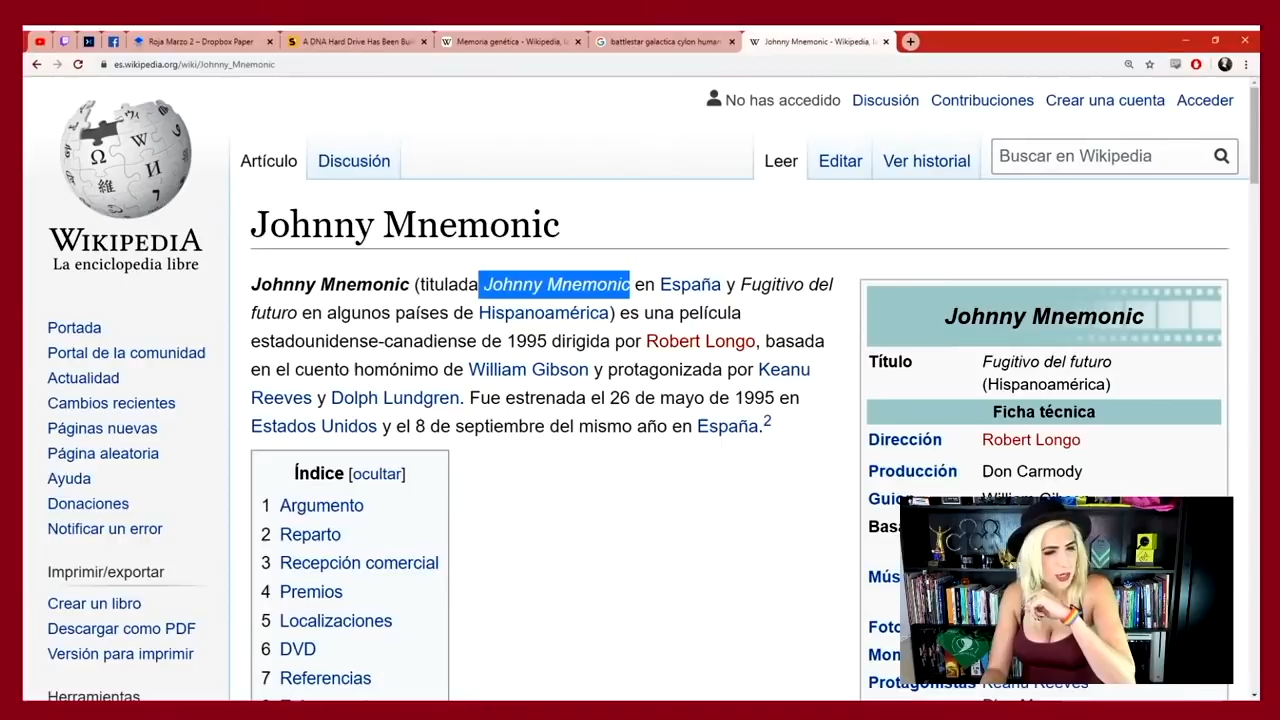 Roja Marzo 2 – Dropbox Paper
A DNA Hard Drive Has Been Bui
Memoria genética - Wikipedia, l
battlestar galactica cylon human
Johnny Mnemonic - Wikipedia, l
es.wikipedia.org/wiki/Johnny_Mnemonic
No has accedido Discusión Contribuciones Crear una cuenta Acceder
Artículo Discusión Leer Editar Ver historial Buscar en Wikipedia
WIKIPEDIA
La enciclopedia libre
Portada
Portal de la comunidad
Actualidad
Cambios recientes
Páginas nuevas
Página aleatoria
Ayuda
Donaciones
Notificar un error
Imprimir/exportar
Crear un libro
Descargar como PDF
Versión para imprimir
Herramientas
Johnny Mnemonic
Johnny Mnemonic (titulada Johnny Mnemonic en España y Fugitivo del
futuro en algunos países de Hispanoamérica) es una película
estadounidense-canadiense de 1995 dirigida por Robert Longo, basada
en el cuento homónimo de William Gibson y protagonizada por Keanu
Reeves y Dolph Lundgren. Fue estrenada el 26 de mayo de 1995 en
Estados Unidos y el 8 de septiembre del mismo año en España.2
Índice [ocultar]
1 Argumento
2 Reparto
3 Recepción comercial
4 Premios
5 Localizaciones
6 DVD
7 Referencias
Johnny Mnemonic
Título Fugitivo del futuro
(Hispanoamérica)
Ficha técnica
Dirección Robert Longo
Producción Don Carmody
Guion William Gibson
Basa
Mús
Foto
Mon
Protagonistas Keanu Reeves